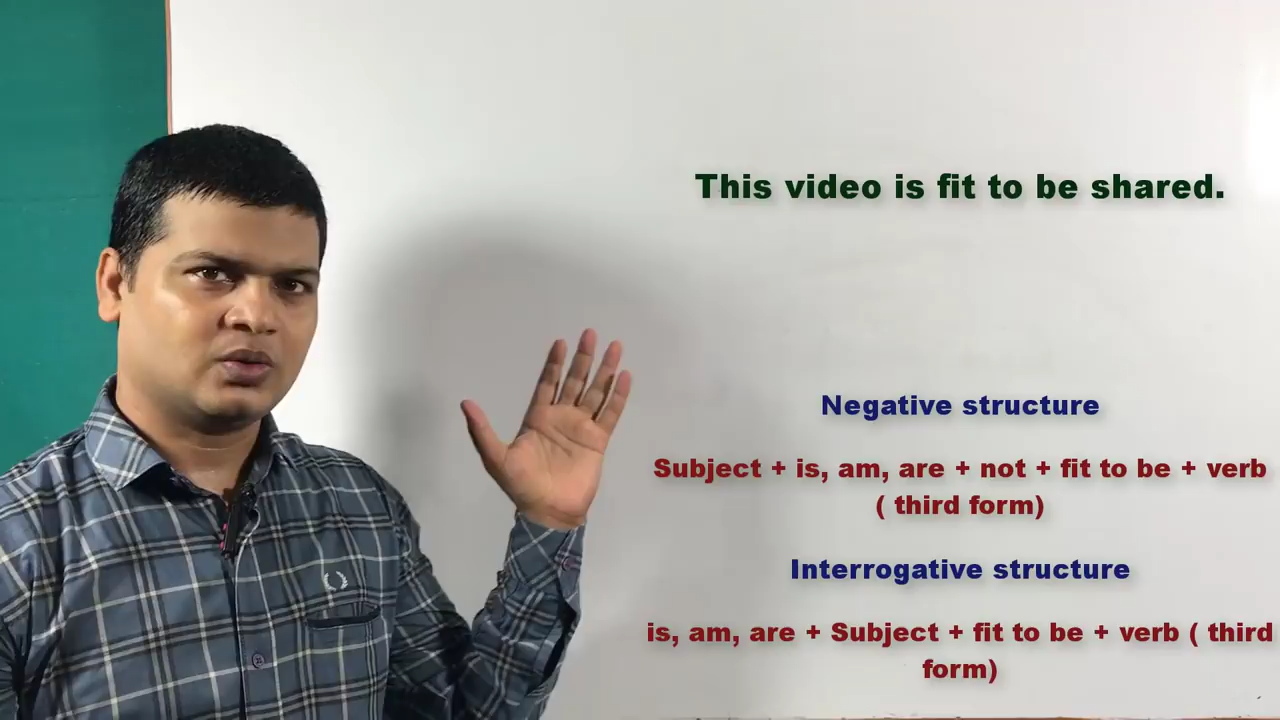 This video is fit to be shared.
Negative structure
Subject + is, am, are + not + fit to be + verb
( third form)
Interrogative structure
is, am, are + Subject + fit to be + verb ( third
form)